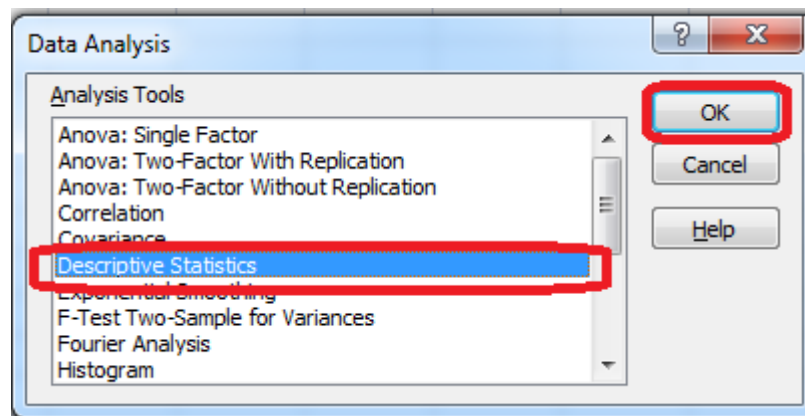 Data Analysis
Analysis Tools
Anova: Single Factor
Anova: Two-Factor With Replication
Anova: Two-Factor Without Replication
Correlation
Covariance
Descriptive Statistics
Exponential Smoothing
F-Test Two-Sample for Variances
Fourier Analysis
Histogram
OK
Cancel
Help